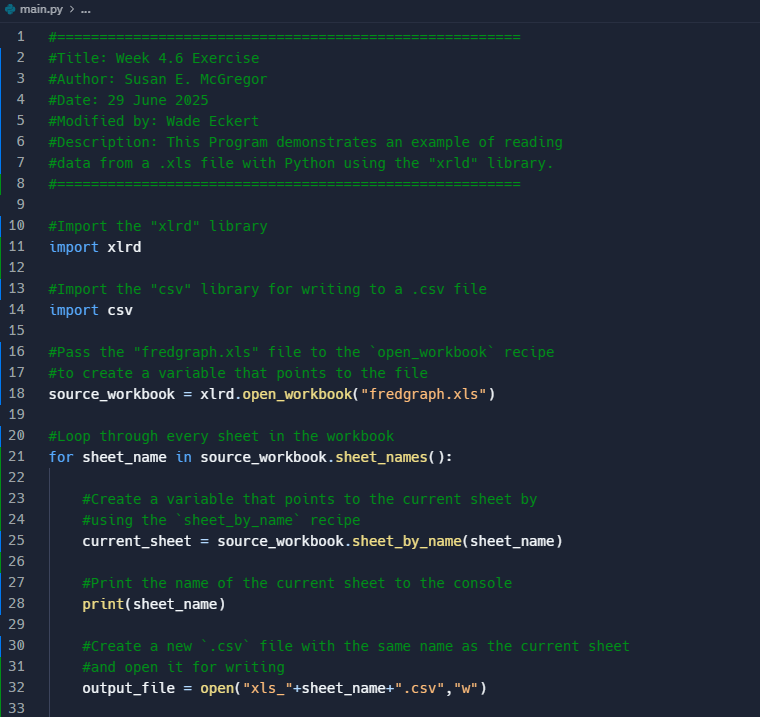 main.py > ...
1 #=======================================================
2 #Title: Week 4.6 Exercise
3 #Author: Susan E. McGregor
4 #Date: 29 June 2025
5 #Modified by: Wade Eckert
6 #Description: This Program demonstrates an example of reading
7 #data from a .xls file with Python using the "xrld" library.
8 #=======================================================
9
10 #Import the "xlrd" library
11 import xlrd
12
13 #Import the "csv" library for writing to a .csv file
14 import csv
15
16 #Pass the "fredgraph.xls" file to the `open_workbook` recipe
17 #to create a variable that points to the file
18 source_workbook = xlrd.open_workbook("fredgraph.xls")
19
20 #Loop through every sheet in the workbook
21 for sheet_name in source_workbook.sheet_names():
22
23     #Create a variable that points to the current sheet by
24     #using the `sheet_by_name` recipe
25     current_sheet = source_workbook.sheet_by_name(sheet_name)
26
27     #Print the name of the current sheet to the console
28     print(sheet_name)
29
30     #Create a new `.csv` file with the same name as the current sheet
31     #and open it for writing
32     output_file = open("xls_"+sheet_name+".csv","w")
33